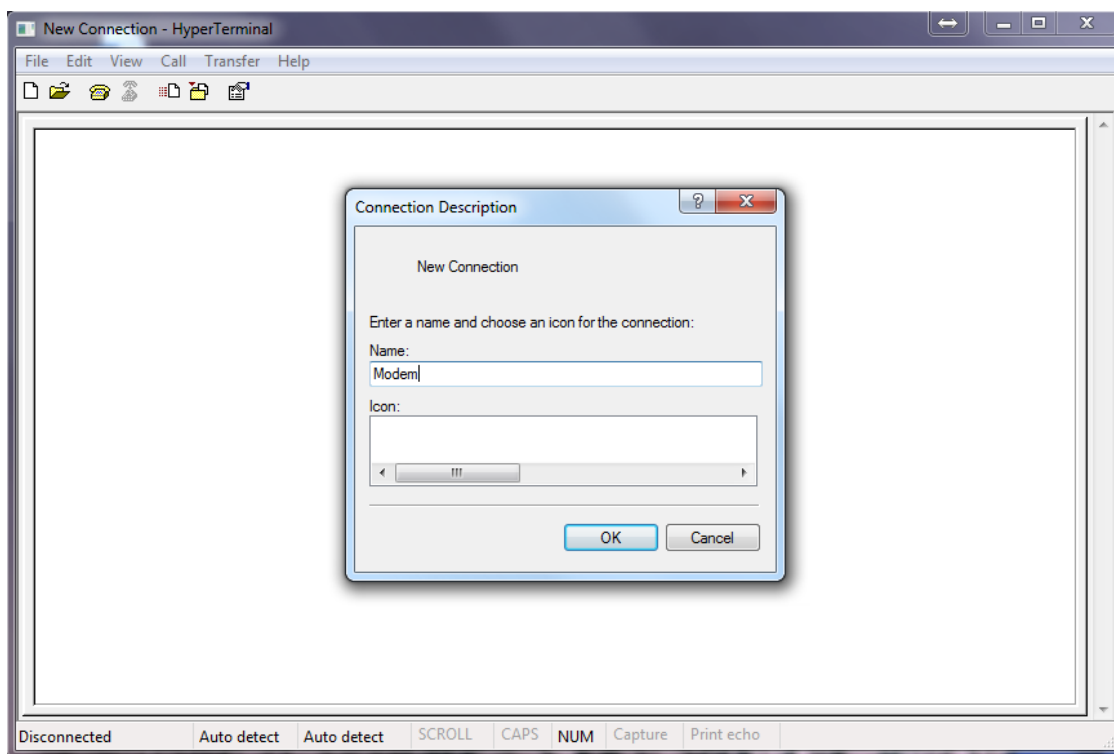 New Connection - HyperTerminal
File Edit View Call Transfer Help
Connection Description
New Connection
Enter a name and choose an icon for the connection:
Name:
Modem
Icon:
OK Cancel
Disconnected Auto detect Auto detect SCROLL CAPS NUM Capture Print echo